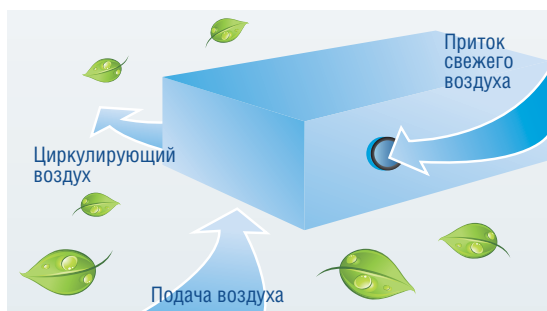 Приток
свежего
воздуха
Циркулирующий
воздух
Подача воздуха